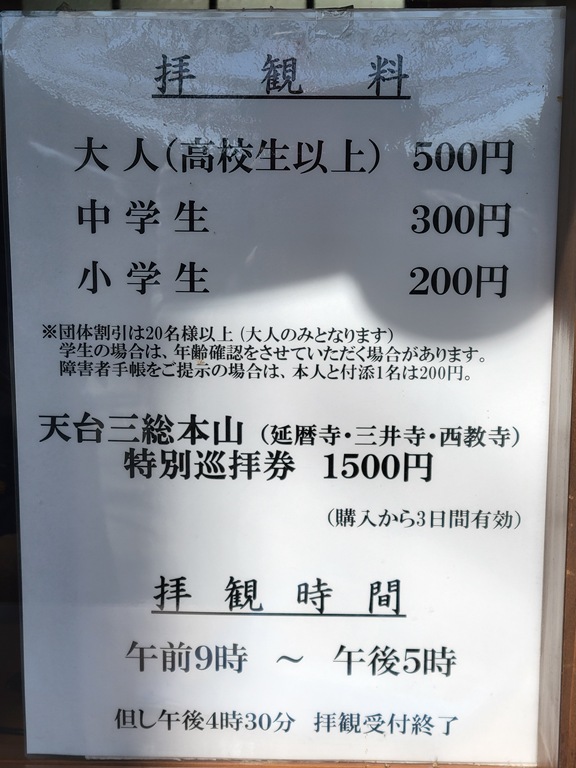 拝観料
大人(高校生以上) 500円
中学生 300円
小学生 200円
※団体割引は20名様以上(大人のみとなります)
学生の場合は、年齢確認をさせていただく場合があります。
障害者手帳をご提示の場合は、本人と付添1名は200円。
天台三総本山(延暦寺・三井寺・西教寺)
特別巡拝券 1500円
(購入から3日間有効)
拝観時間
午前9時 ～ 午後5時
但し午後4時30分 拝観受付終了